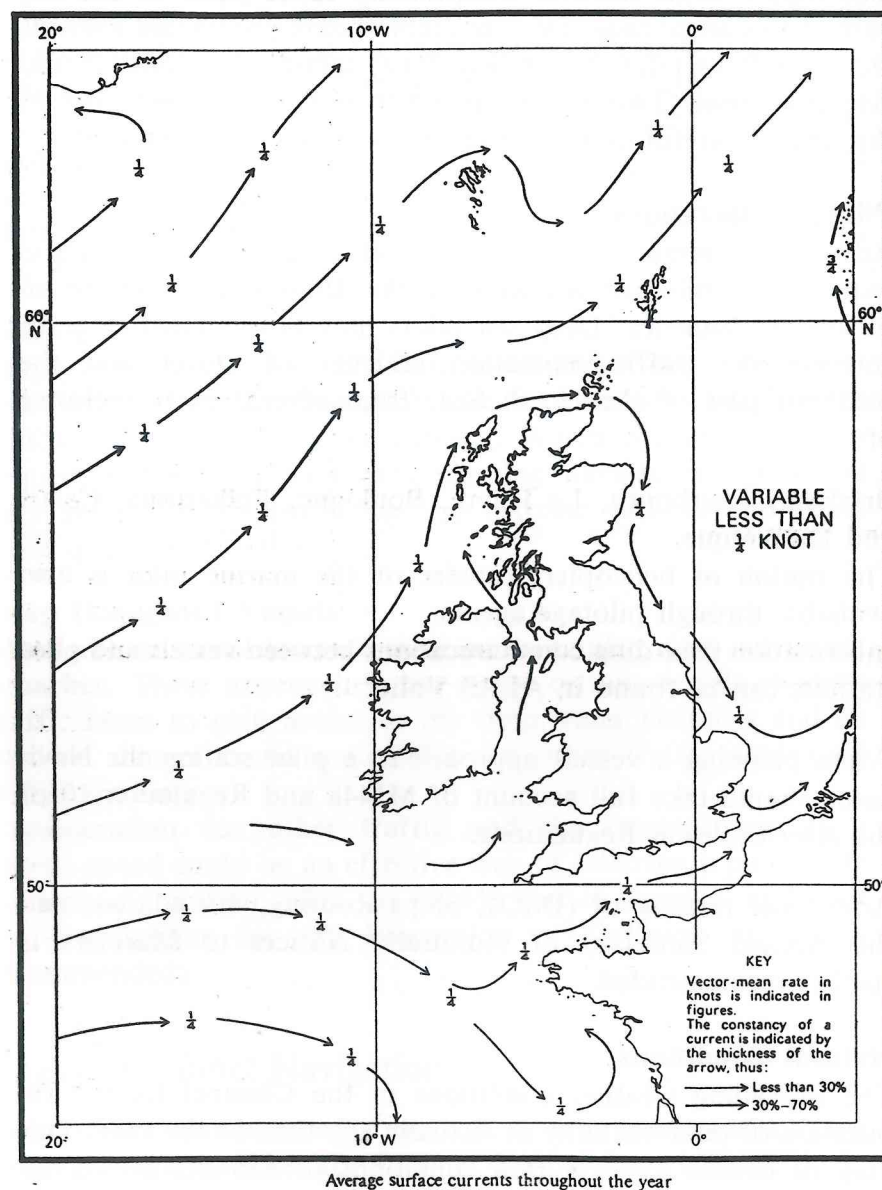 20° 10°W 0°
¼
¼
¼ ¼
¼
¾
¼ ¼
60° 60°
N N
¼
¼
¼
VARIABLE
¼ ¼ LESS THAN
¼ KNOT
¼
¼
¼
¼
¼
50° ¼ 50°
¼ ¼
¼
KEY
Vector-mean rate in
knots is indicated in
figures.
The constancy of a
current is indicated by
the thickness of the
arrow, thus:
Less than 30%
30%–70%
¼
¼
¼
¼
20° 10°W 0°
Average surface currents throughout the year